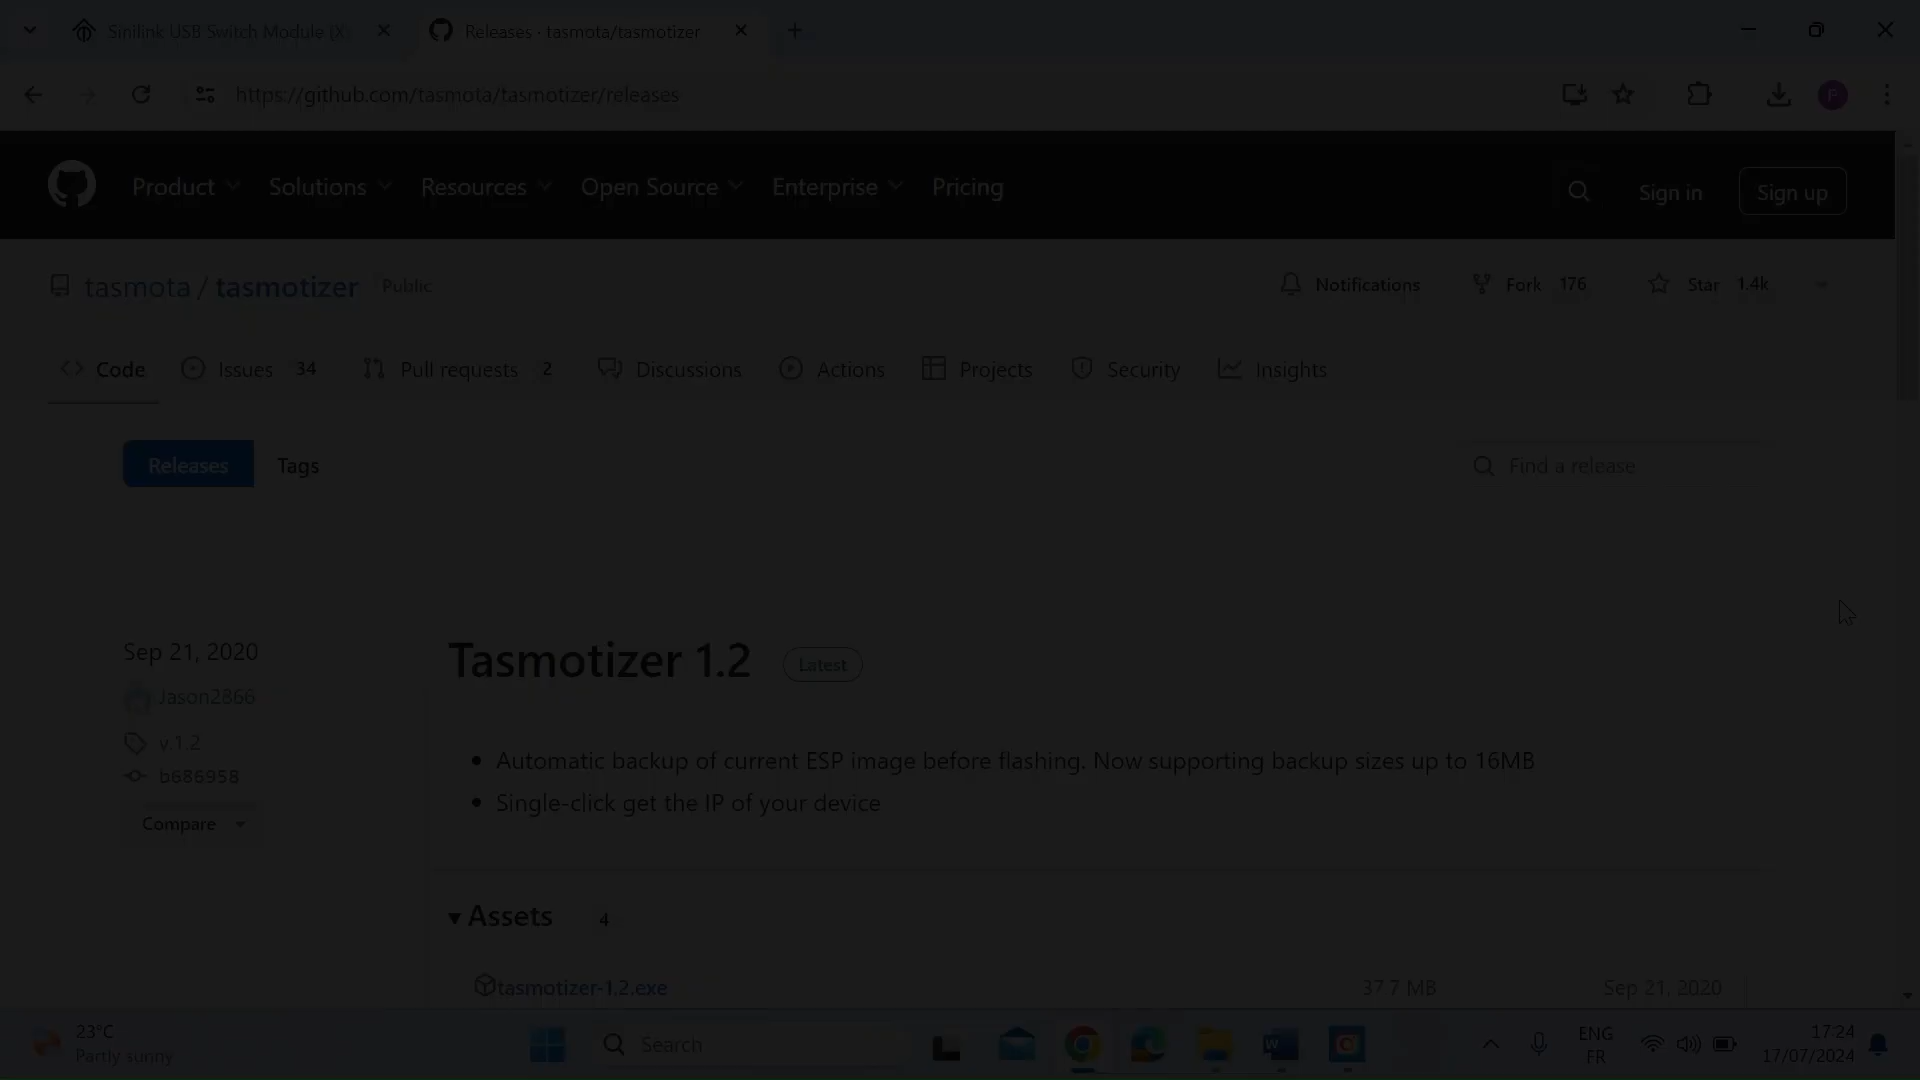 Sinilink USB Switch Module (X
Releases · tasmota/tasmotizer
https://github.com/tasmota/tasmotizer/releases
F
Product
Solutions
Resources
Open Source
Enterprise
Pricing
Sign in
Sign up
tasmota / tasmotizer
Public
Notifications
Fork 176
Star 1.4k
Code
Issues 34
Pull requests 2
Discussions
Actions
Projects
Security
Insights
Releases
Tags
Find a release
Sep 21, 2020
Jason2866
v.1.2
b686958
Compare
Tasmotizer 1.2
Latest
Automatic backup of current ESP image before flashing. Now supporting backup sizes up to 16MB
Single-click get the IP of your device
Assets 4
tasmotizer-1.2.exe
37.7 MB
Sep 21, 2020
23°C
Partly sunny
Search
ENG
FR
17:24
17/07/2024